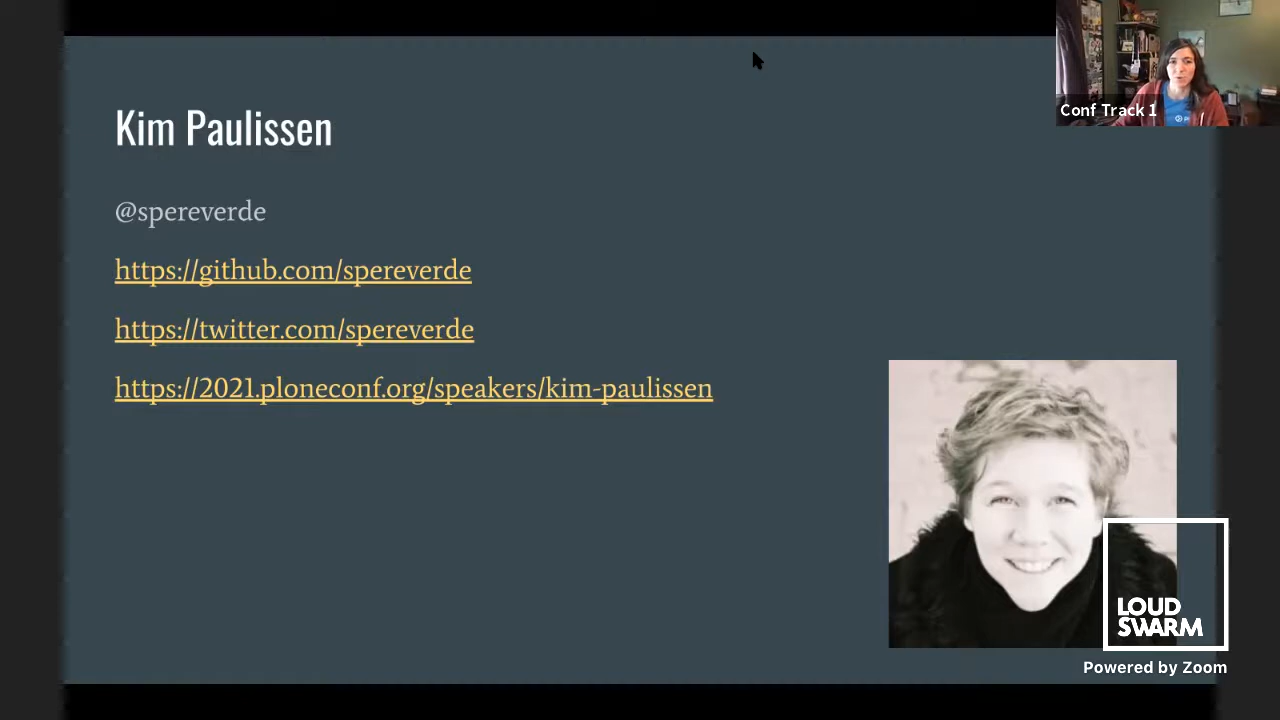 Kim Paulissen
@spereverde
https://github.com/spereverde
https://twitter.com/spereverde
https://2021.ploneconf.org/speakers/kim-paulissen
Conf Track 1
LOUD
SWARM
Powered by Zoom